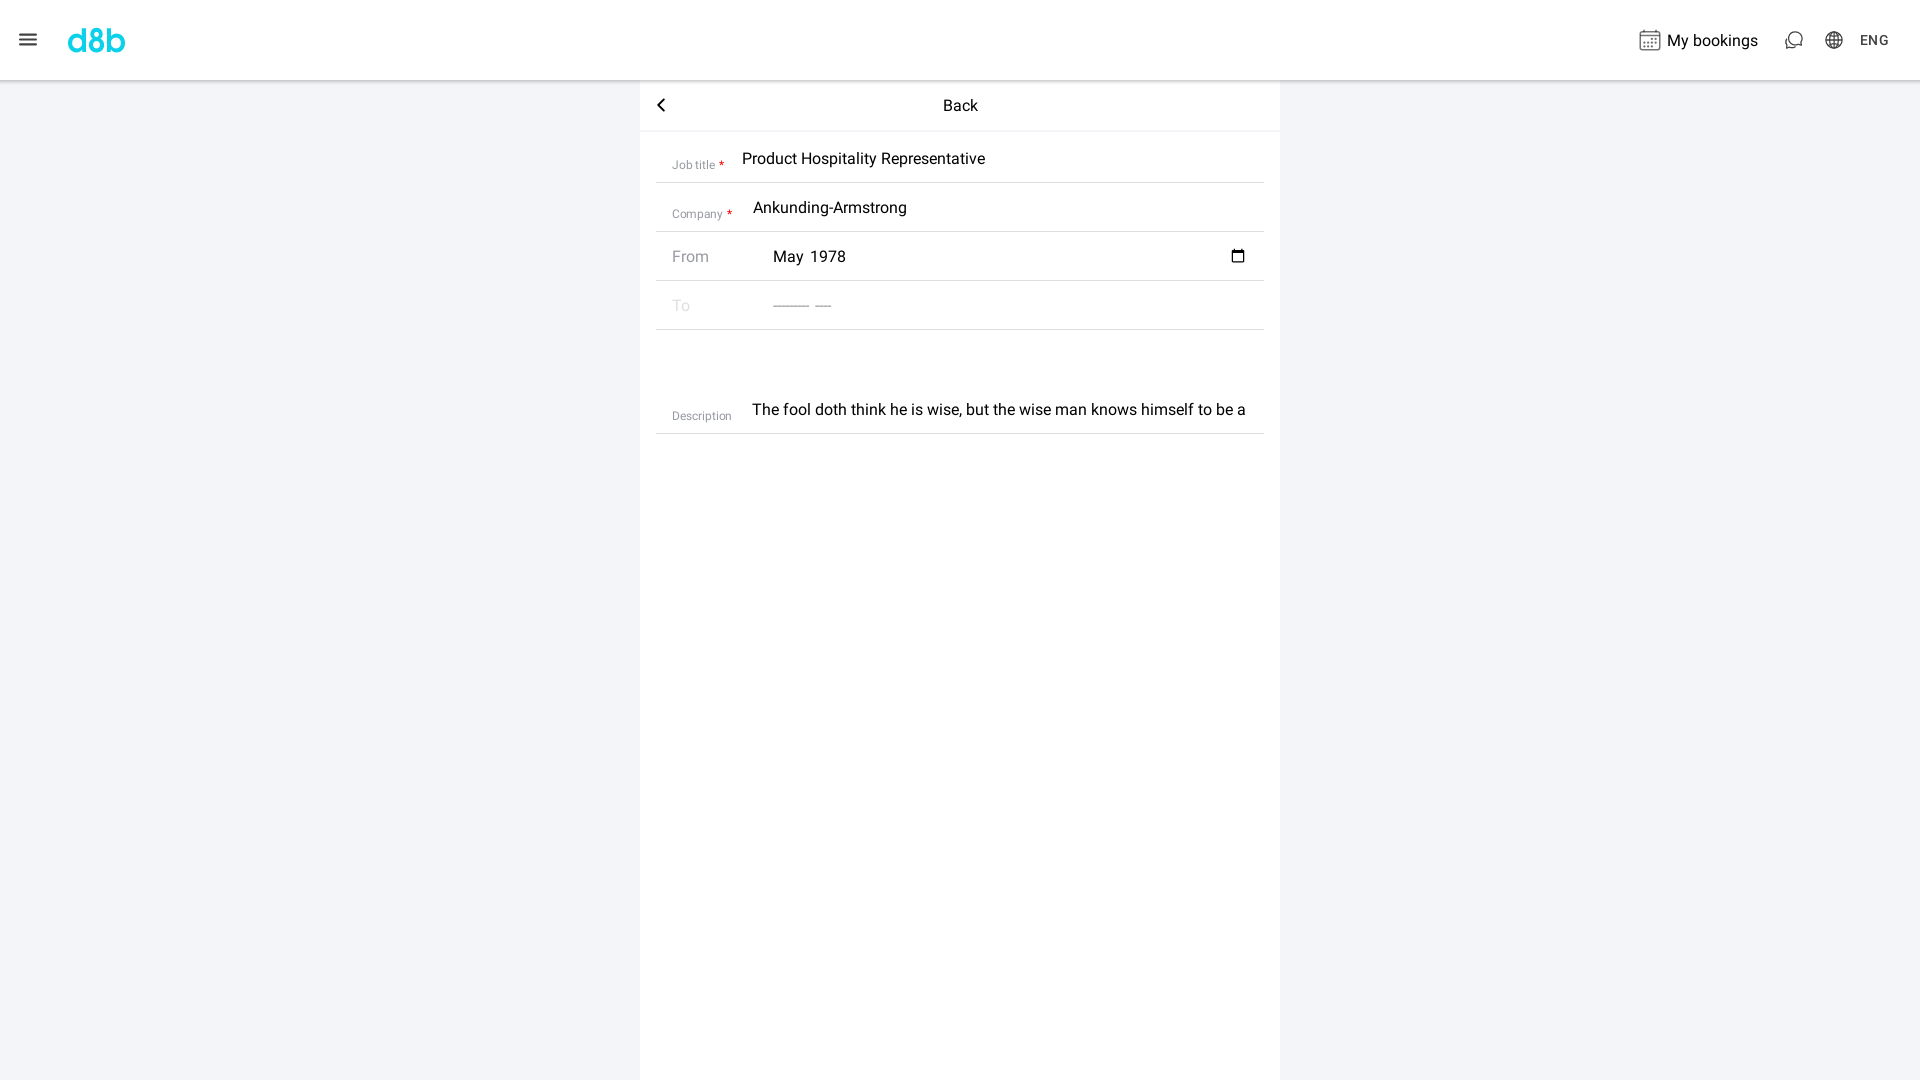 d8b
My bookings
ENG
Back
Job title *
Product Hospitality Representative
Company *
Ankunding-Armstrong
From
May 1978
To
--------- ----
Description
The fool doth think he is wise, but the wise man knows himself to be a